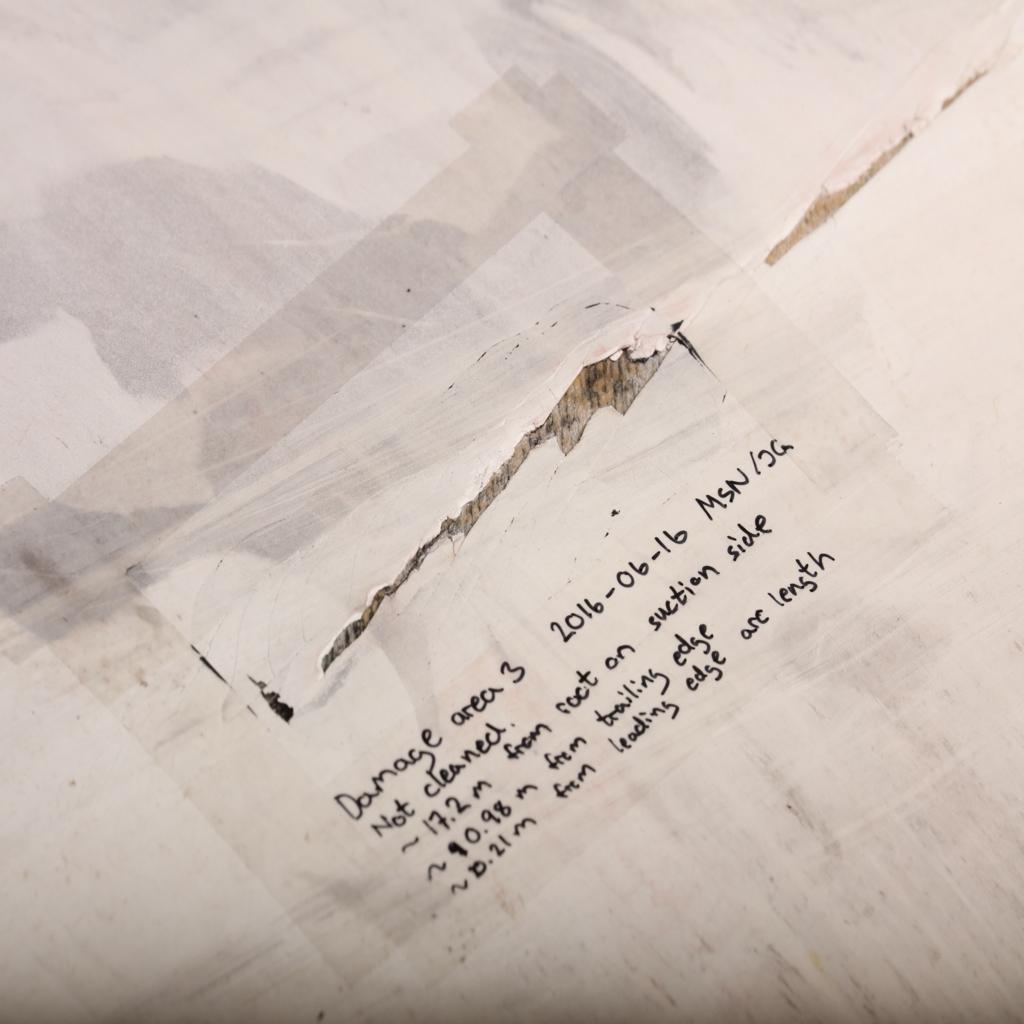 Damage area 3 2016-06-16 MSN/JG
Not cleaned.
~ 17.2 m from root on suction side
~ 0.98 m from trailing edge
~ 0.21 m from leading edge arc length